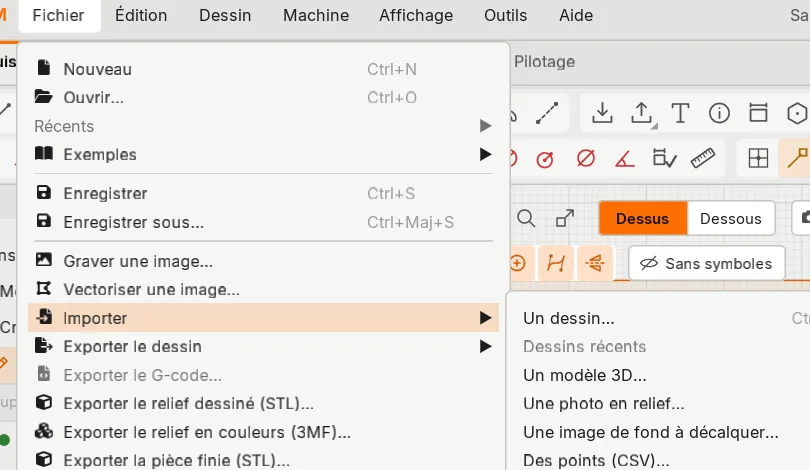 Fichier Édition Dessin Machine Affichage Outils Aide
Pilotage
Nouveau Ctrl+N
Ouvrir... Ctrl+O
Récents
Exemples
Enregistrer Ctrl+S
Enregistrer sous... Ctrl+Maj+S
Dessus Dessous
Graver une image...
Sans symboles
Vectoriser une image...
Importer
Un dessin...
Exporter le dessin
Dessins récents
Exporter le G-code...
Un modèle 3D...
Exporter le relief dessiné (STL)...
Une photo en relief...
Exporter le relief en couleurs (3MF)...
Une image de fond à décalquer...
Exporter la pièce finie (STL)...
Des points (CSV)...